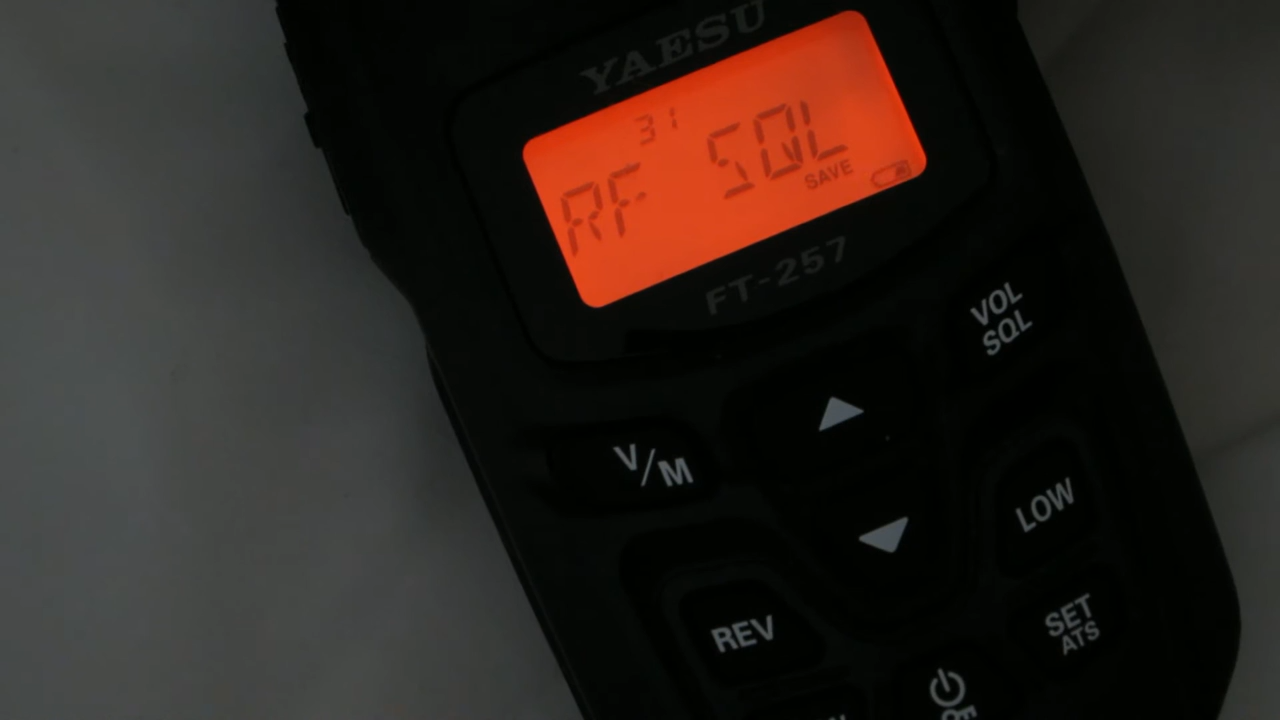 YAESU
31
RF SQL
SAVE
FT-257
VOL
SQL
V/M
LOW
REV
SET
ATS